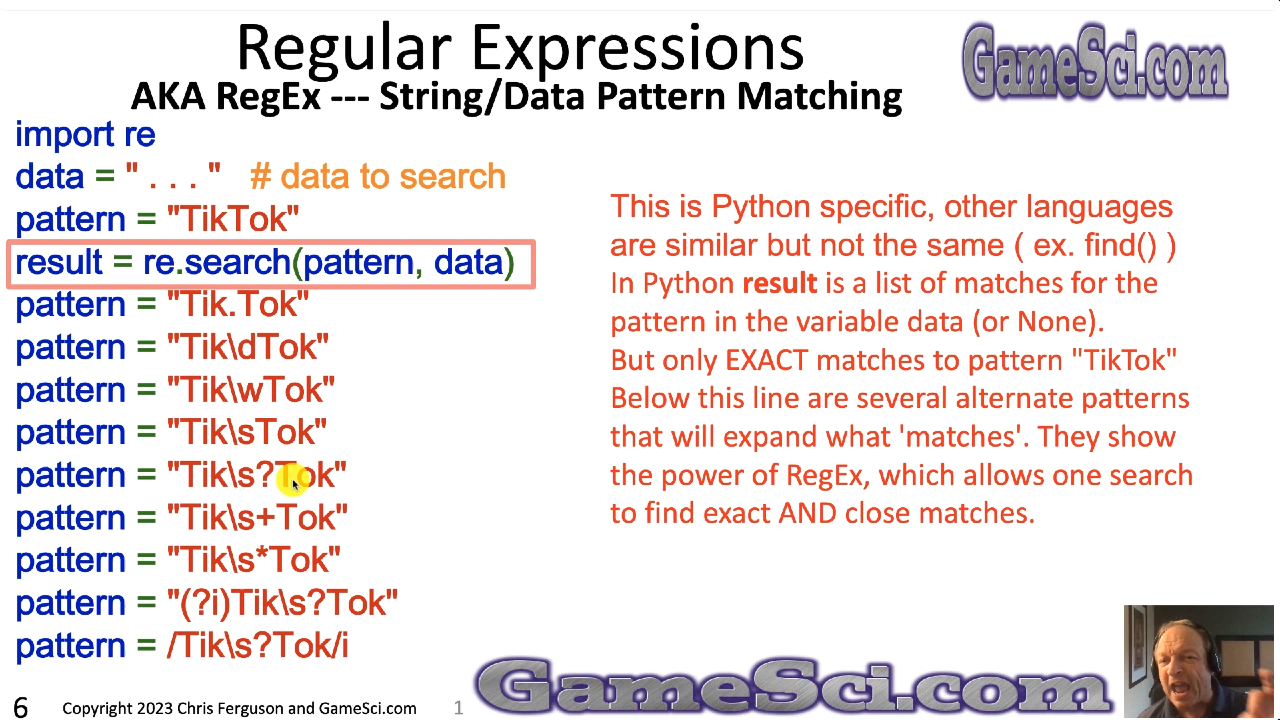 Regular Expressions
GameSci.com
AKA RegEx --- String/Data Pattern Matching
import re
data = " . . . "   # data to search
pattern = "TikTok"
result = re.search(pattern, data)
pattern = "Tik.Tok"
pattern = "Tik\dTok"
pattern = "Tik\wTok"
pattern = "Tik\sTok"
pattern = "Tik\s?Tok"
pattern = "Tik\s+Tok"
pattern = "Tik\s*Tok"
pattern = "(?i)Tik\s?Tok"
pattern = /Tik\s?Tok/i
This is Python specific, other languages
are similar but not the same ( ex. find() )
In Python result is a list of matches for the
pattern in the variable data (or None).
But only EXACT matches to pattern "TikTok"
Below this line are several alternate patterns
that will expand what 'matches'. They show
the power of RegEx, which allows one search
to find exact AND close matches.
6 Copyright 2023 Chris Ferguson and GameSci.com 1
GameSci.com